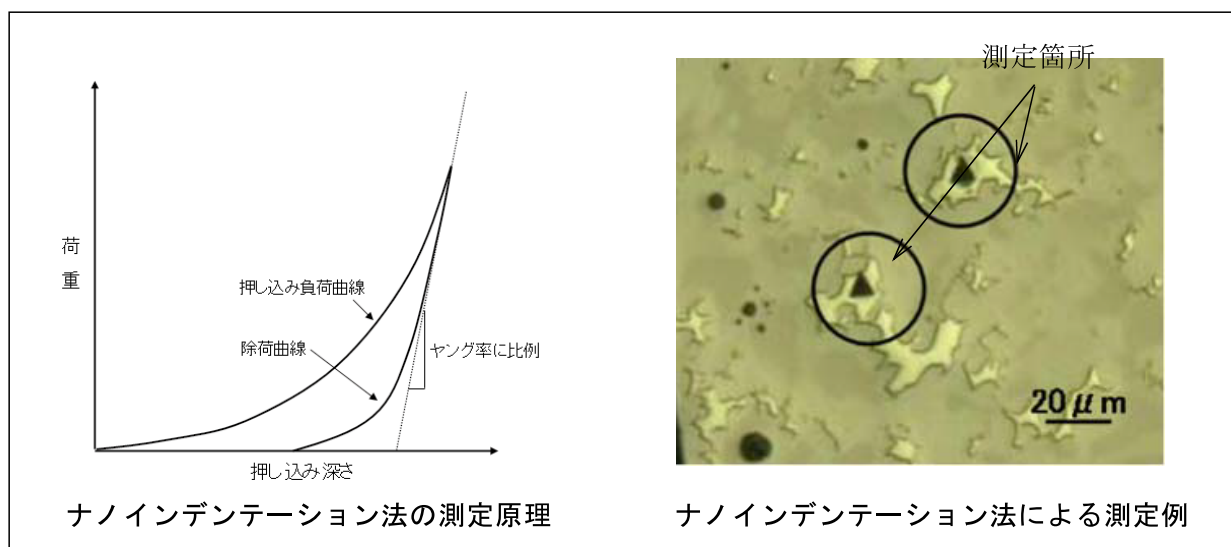 荷
重
押し込み負荷曲線
除荷曲線
ヤング率に比例
押し込み深さ
ナノインデンテーション法の測定原理
測定箇所
20μm
ナノインデンテーション法による測定例